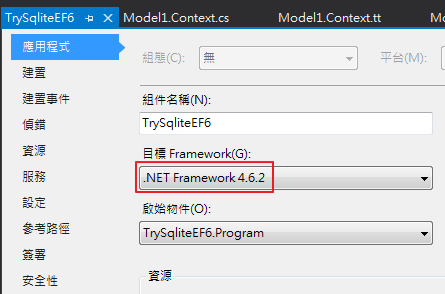 TrySqliteEF6 Model1.Context.cs Model1.Context.tt Mo
應用程式
組態(C): 無 平台(M):
建置
建置事件
組件名稱(N):
偵錯
TrySqliteEF6
資源
目標 Framework(G):
服務
.NET Framework 4.6.2
設定
啟始物件(O):
參考路徑
TrySqliteEF6.Program
簽署
安全性
資源